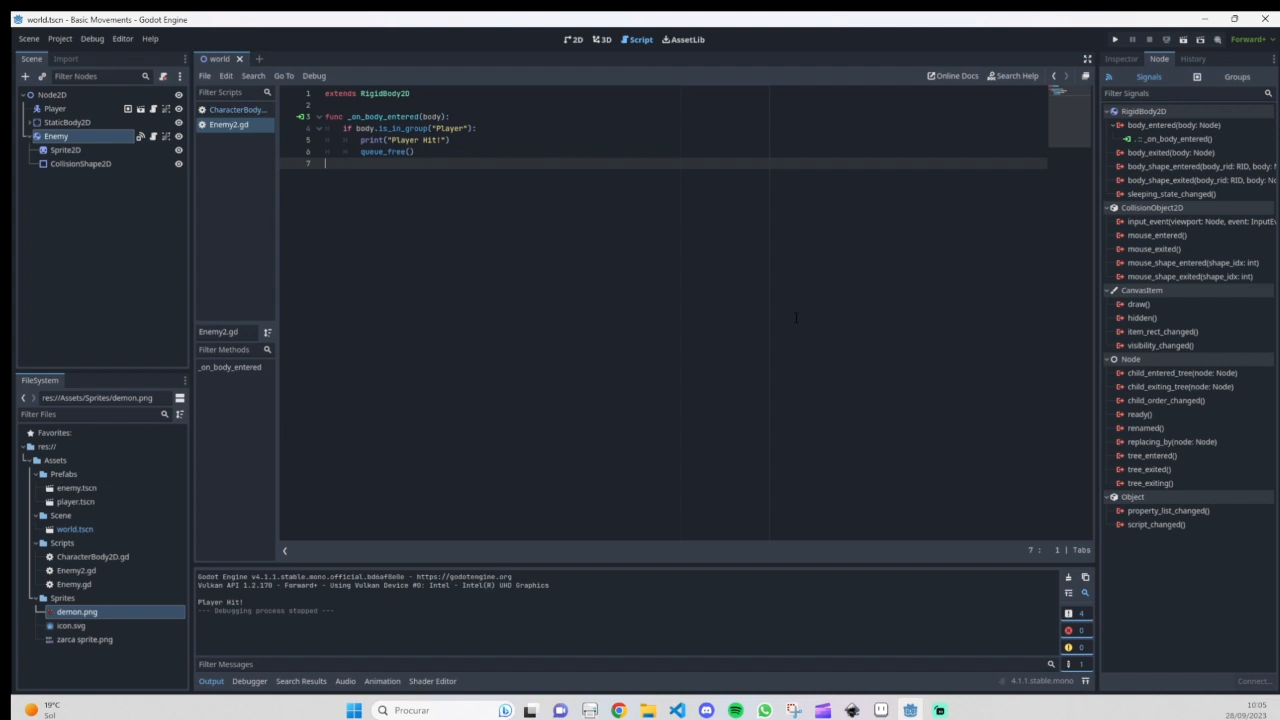 world.tscn - Basic Movements - Godot Engine
Scene Project Debug Editor Help
2D 3D Script AssetLib
Forward+
Scene Import
Filter Nodes
Node2D
Player
StaticBody2D
Enemy
Sprite2D
CollisionShape2D
FileSystem
res://Assets/Sprites/demon.png
Filter Files
Favorites:
res://
Assets
Prefabs
enemy.tscn
player.tscn
Scene
world.tscn
Scripts
CharacterBody2D.gd
Enemy2.gd
Enemy.gd
Sprites
demon.png
icon.svg
zarca sprite.png
world
File Edit Search Go To Debug
Online Docs Search Help
Filter Scripts
CharacterBody...
Enemy2.gd
Enemy2.gd
Filter Methods
_on_body_entered
1 extends RigidBody2D
2
3 func _on_body_entered(body):
4 if body.is_in_group("Player"):
5 print("Player Hit!")
6 queue_free()
7
7 : 1 | Tabs
Godot Engine v4.1.1.stable.mono.official.bd6af8e0e - https://godotengine.org
Vulkan API 1.2.170 - Forward+ - Using Vulkan Device #0: Intel - Intel(R) UHD Graphics
Player Hit!
--- Debugging process stopped ---
4
0
0
1
Filter Messages
Output Debugger Search Results Audio Animation Shader Editor
4.1.1.stable.mono
Inspector Node History
Signals Groups
Filter Signals
RigidBody2D
body_entered(body: Node)
.. :: _on_body_entered()
body_exited(body: Node)
body_shape_entered(body_rid: RID, body:
body_shape_exited(body_rid: RID, body: No
sleeping_state_changed()
CollisionObject2D
input_event(viewport: Node, event: InputEv
mouse_entered()
mouse_exited()
mouse_shape_entered(shape_idx: int)
mouse_shape_exited(shape_idx: int)
CanvasItem
draw()
hidden()
item_rect_changed()
visibility_changed()
Node
child_entered_tree(node: Node)
child_exiting_tree(node: Node)
child_order_changed()
ready()
renamed()
replacing_by(node: Node)
tree_entered()
tree_exited()
tree_exiting()
Object
property_list_changed()
script_changed()
Connect...
19°C
Sol
Procurar
10:05
28/09/2023